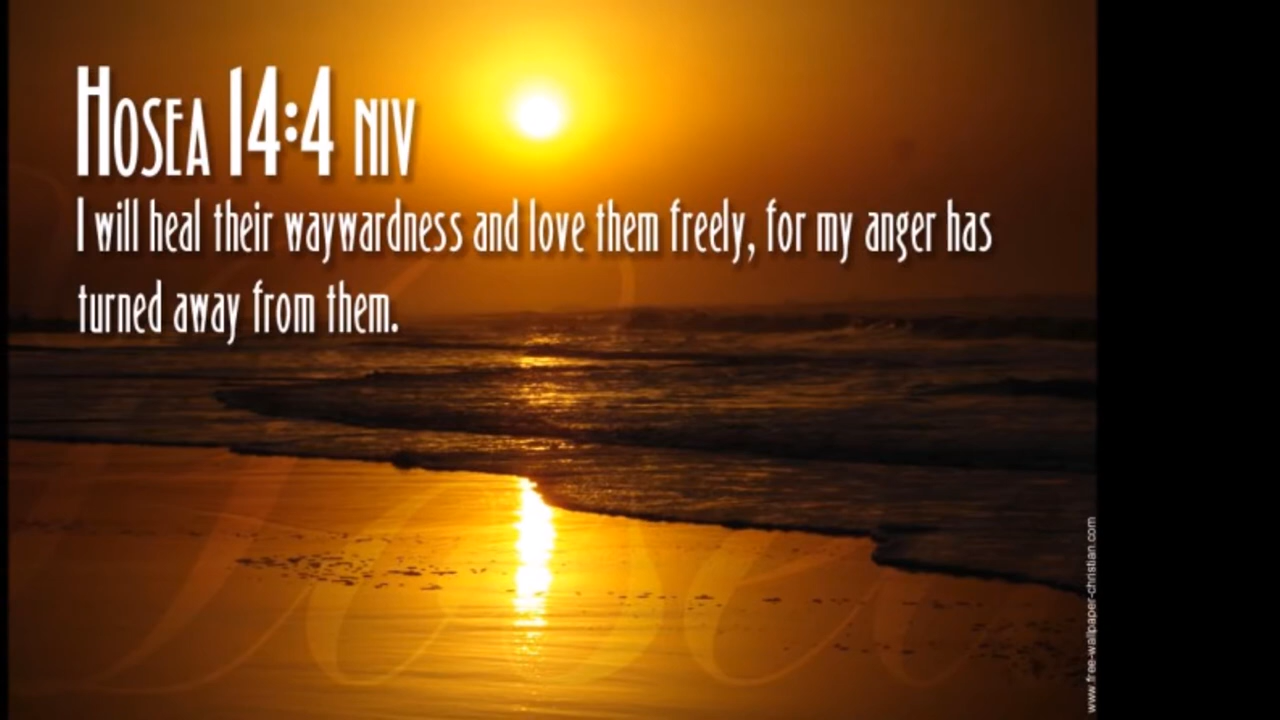 HOSEA 14:4 NIV
I will heal their waywardness and love them freely, for my anger has
turned away from them.
Hosea
www.free-wallpaper-christian.com